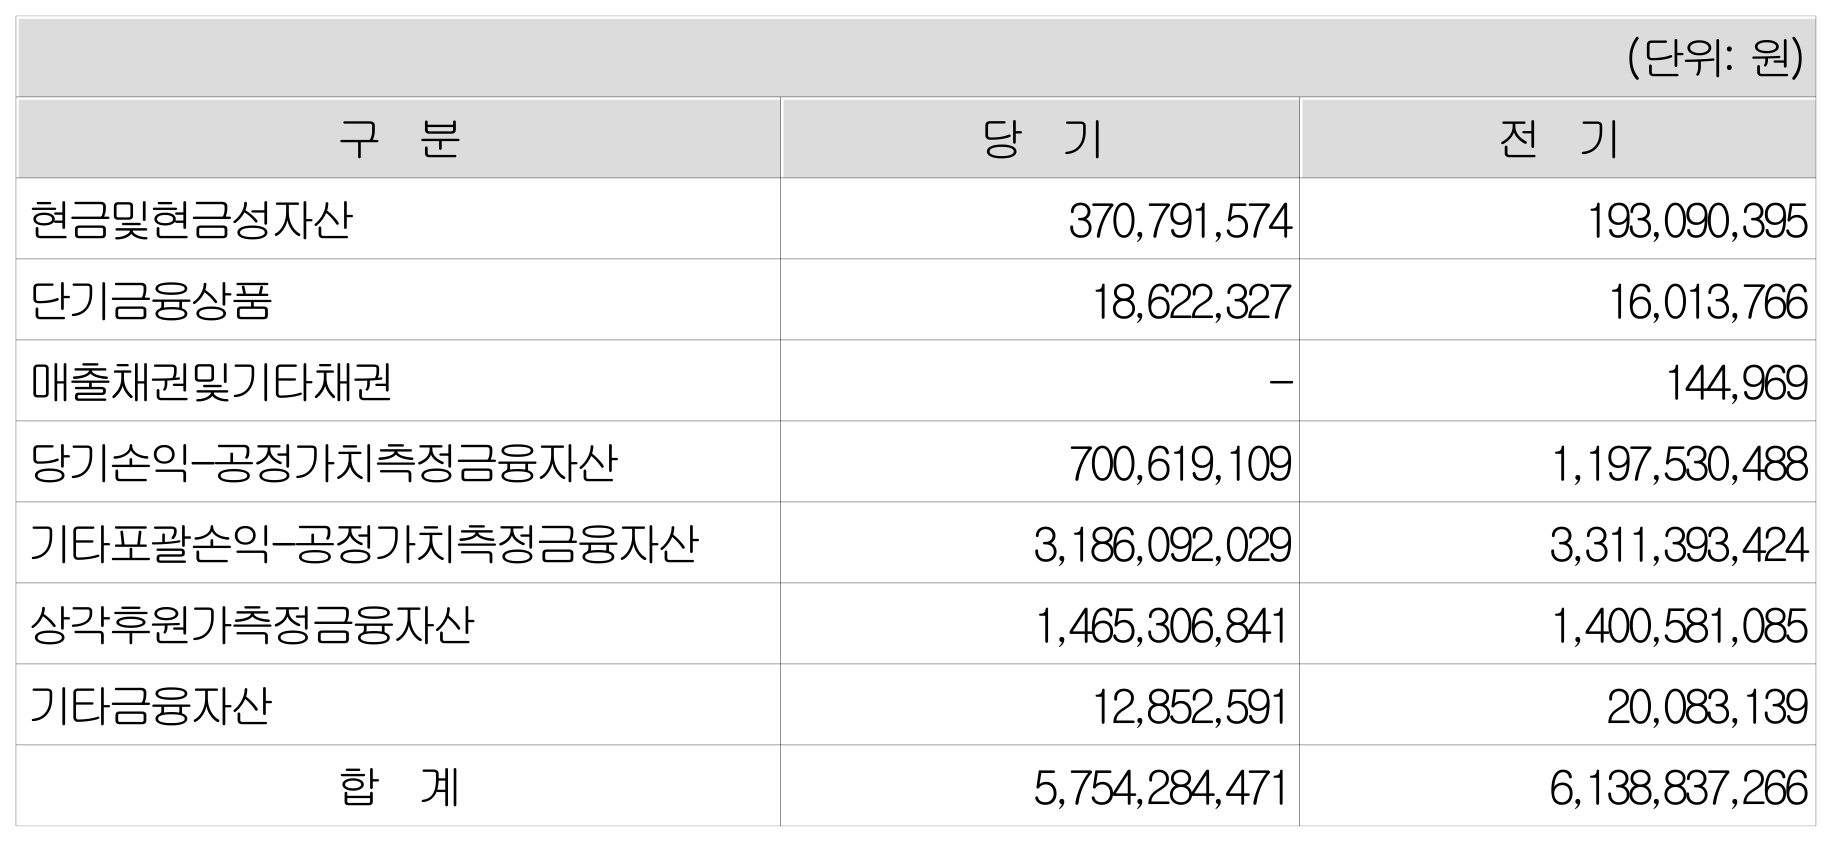 (단위: 원)
구 분 당 기 전 기
현금및현금성자산 370,791,574 193,090,395
단기금융상품 18,622,327 16,013,766
매출채권및기타채권 - 144,969
당기손익-공정가치측정금융자산 700,619,109 1,197,530,488
기타포괄손익-공정가치측정금융자산 3,186,092,029 3,311,393,424
상각후원가측정금융자산 1,465,306,841 1,400,581,085
기타금융자산 12,852,591 20,083,139
합 계 5,754,284,471 6,138,837,266